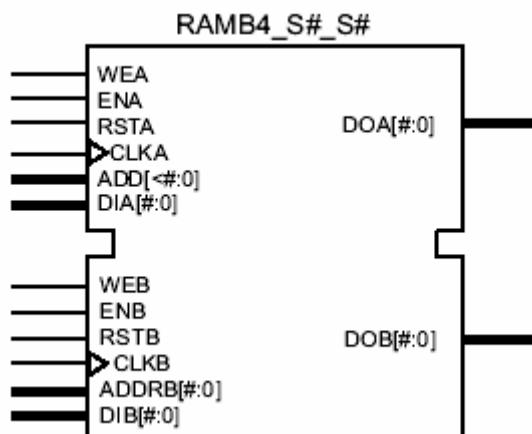 RAMB4_S#_S#
WEA
ENA
RSTA
DOA[#:0]
CLKA
ADD[<#:0]
DIA[#:0]
WEB
ENB
RSTB
DOB[#:0]
CLKB
ADDRB[#:0]
DIB[#:0]